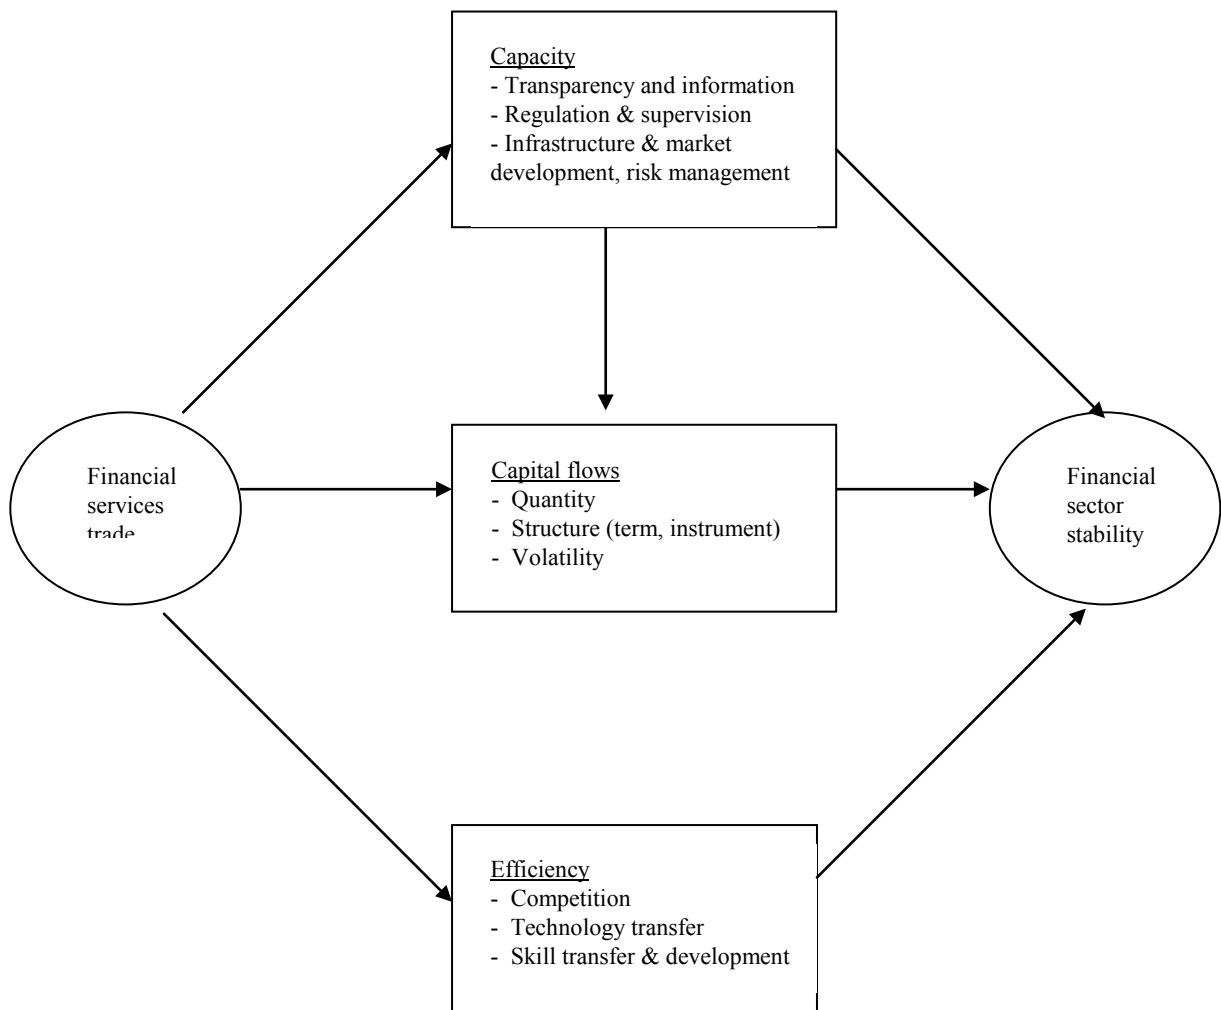 Capacity
- Transparency and information
- Regulation & supervision
- Infrastructure & market
development, risk management
Financial
services
trade
Capital flows
- Quantity
- Structure (term, instrument)
- Volatility
Financial
sector
stability
Efficiency
- Competition
- Technology transfer
- Skill transfer & development